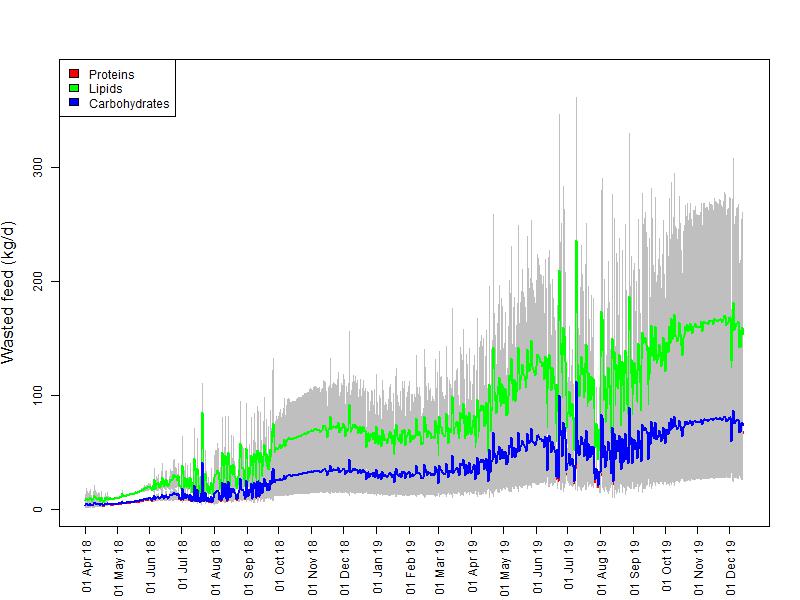 Proteins
Lipids
Carbohydrates
Wasted feed (kg/d)
300
200
100
0
01 Apr 18
01 May 18
01 Jun 18
01 Jul 18
01 Aug 18
01 Sep 18
01 Oct 18
01 Nov 18
01 Dec 18
01 Jan 19
01 Feb 19
01 Mar 19
01 Apr 19
01 May 19
01 Jun 19
01 Jul 19
01 Aug 19
01 Sep 19
01 Oct 19
01 Nov 19
01 Dec 19